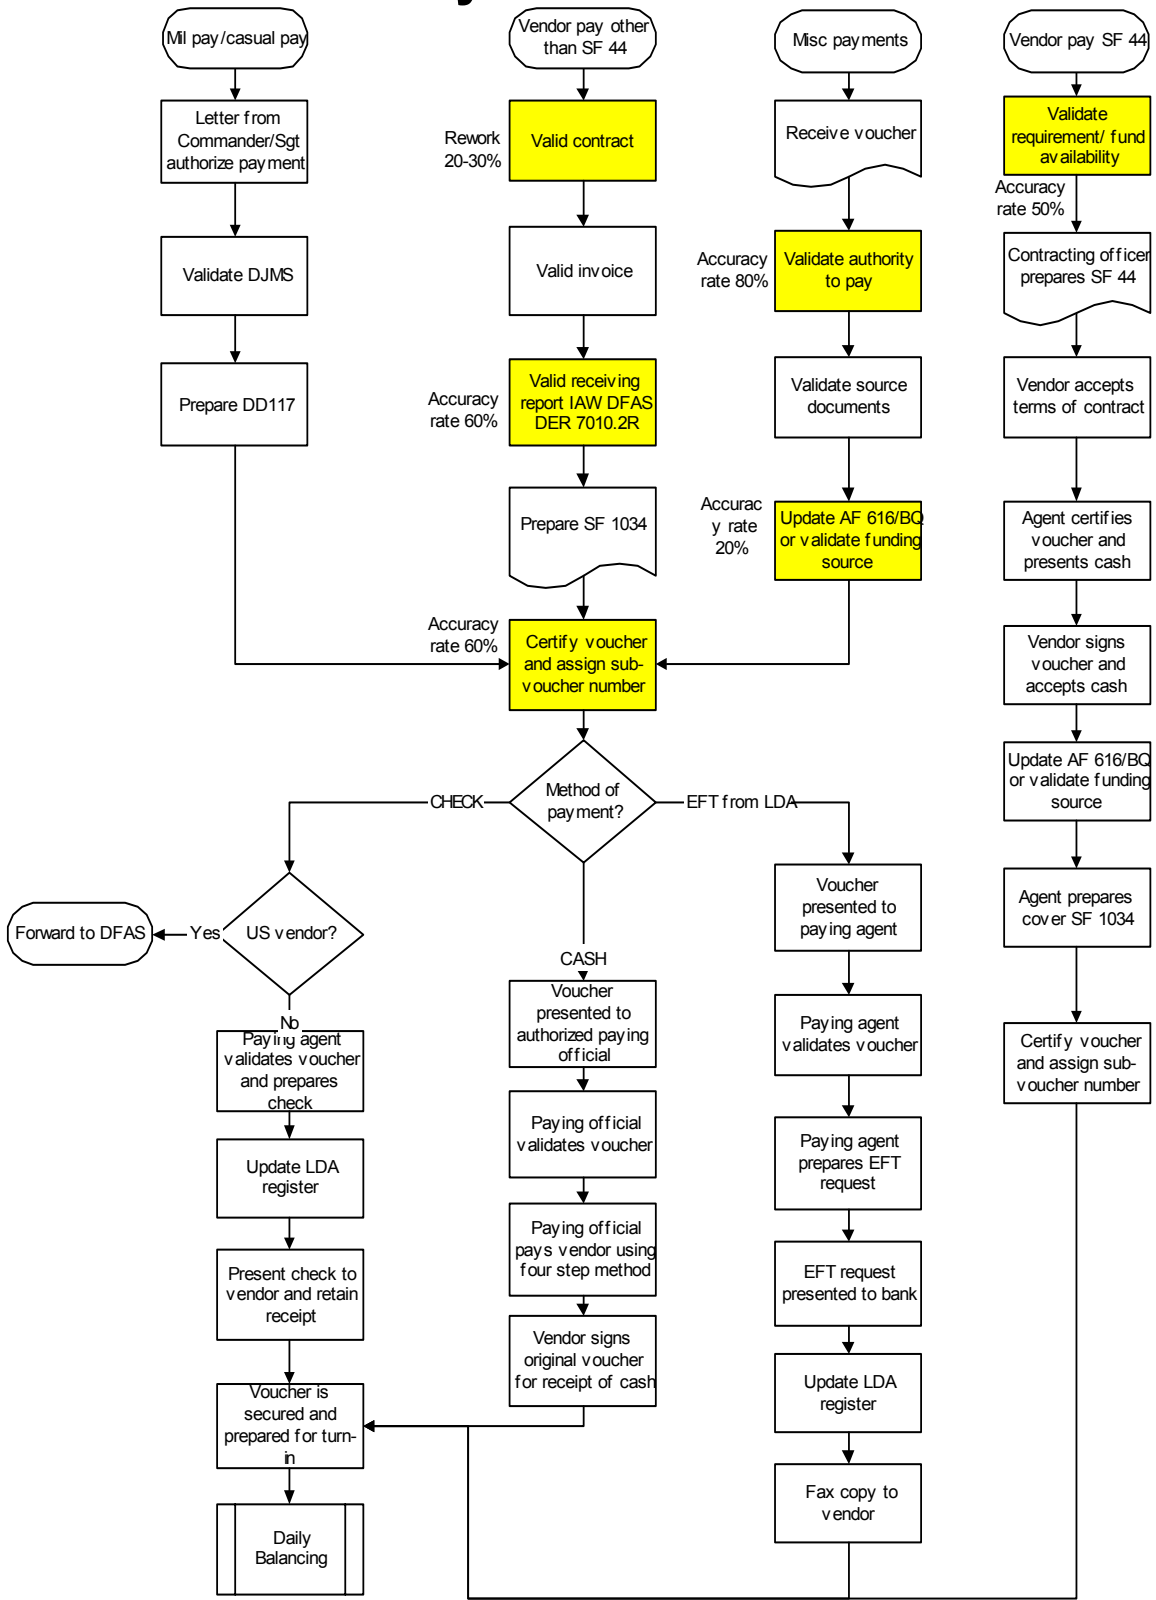 Mil pay/casual pay
Letter from
Commander/Sgt
authorize payment
Validate DJMS
Prepare DD117
Vendor pay other
than SF 44
Rework
20-30%
Valid contract
Valid invoice
Accuracy
rate 60%
Valid receiving
report IAW DFAS
DER 7010.2R
Prepare SF 1034
Accuracy
rate 60%
Certify voucher
and assign sub-
voucher number
Misc payments
Receive voucher
Accuracy
rate 80%
Validate authority
to pay
Validate source
documents
Accurac
y rate
20%
Update AF 616/BQ
or validate funding
source
Vendor pay SF 44
Validate
requirement/ fund
availability
Accuracy
rate 50%
Contracting officer
prepares SF 44
Vendor accepts
terms of contract
Agent certifies
voucher and
presents cash
Vendor signs
voucher and
accepts cash
Update AF 616/BQ
or validate funding
source
Agent prepares
cover SF 1034
Certify voucher
and assign sub-
voucher number
Method of
payment?
CHECK
US vendor?
Yes
Forward to DFAS
No
Paying agent
validates voucher
and prepares
check
Update LDA
register
Present check to
vendor and retain
receipt
Voucher is
secured and
prepared for turn-
in
Daily
Balancing
CASH
Voucher
presented to
authorized paying
official
Paying official
validates voucher
Paying official
pays vendor using
four step method
Vendor signs
original voucher
for receipt of cash
EFT from LDA
Voucher
presented to
paying agent
Paying agent
validates voucher
Paying agent
prepares EFT
request
EFT request
presented to bank
Update LDA
register
Fax copy to
vendor